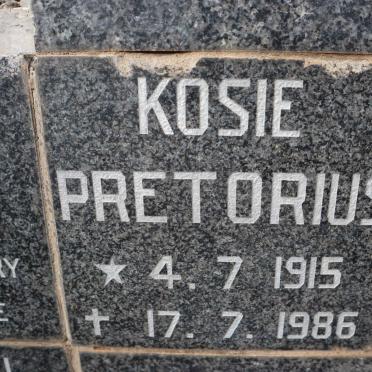 KOSIE
PRETORIUS
★ 4. 7 1915
✝ 17. 7. 1986